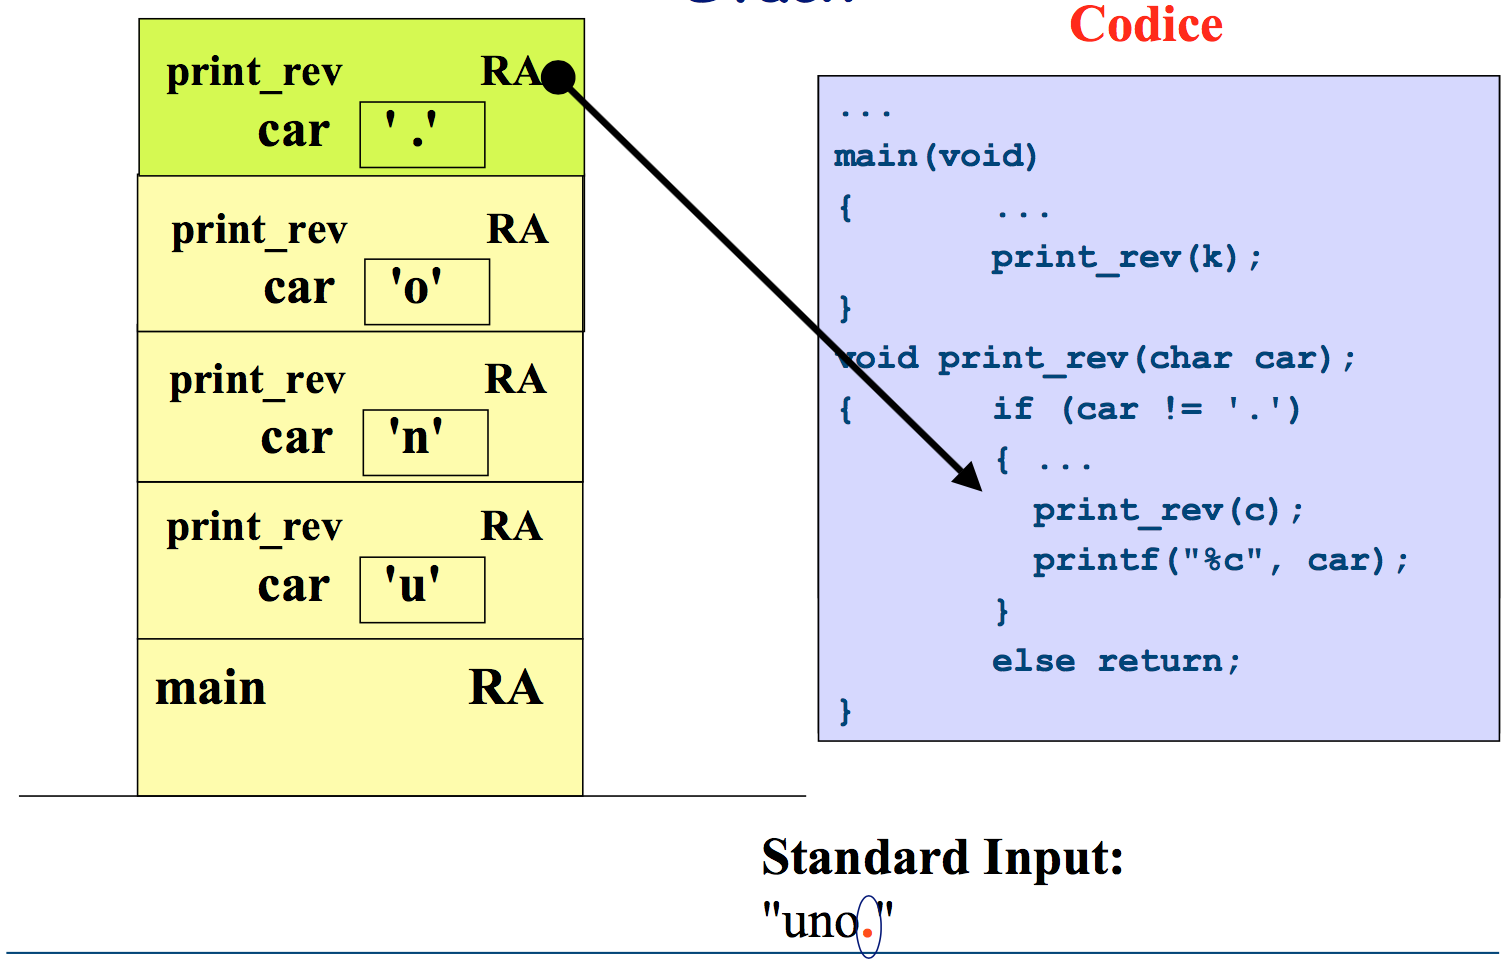 Codice
print_rev RA
car '.'
print_rev RA
car 'o'
print_rev RA
car 'n'
print_rev RA
car 'u'
main RA
...
main(void)
{ ...
print_rev(k);
}
void print_rev(char car);
{ if (car != '.')
{ ...
print_rev(c);
printf("%c", car);
}
else return;
}
Standard Input:
"uno."